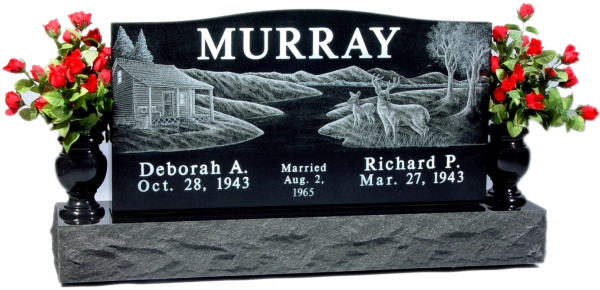 MURRAY
Deborah A.
Oct. 28, 1943
Married
Aug. 2,
1965
Richard P.
Mar. 27, 1943